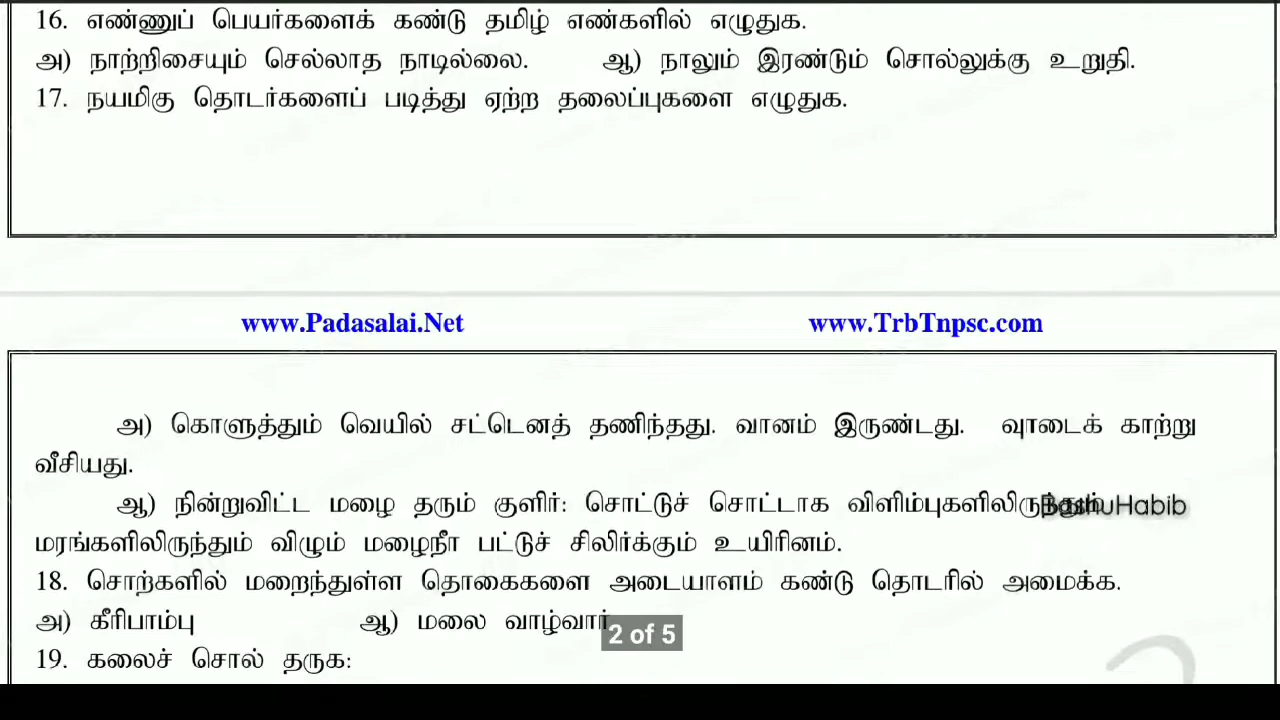 16. எண்ணுப் பெயர்களைக் கண்டு தமிழ் எண்களில் எழுதுக.
அ) நாற்றிசையும் செல்லாத நாடில்லை. ஆ) நாலும் இரண்டும் சொல்லுக்கு உறுதி.
17. நயமிகு தொடர்களைப் படித்து ஏற்ற தலைப்புகளை எழுதுக.
www.Padasalai.Net www.TrbTnpsc.com
அ) கொளுத்தும் வெயில் சட்டெனத் தணிந்தது. வானம் இருண்டது. வுாடைக் காற்று
வீசியது.
ஆ) நின்றுவிட்ட மழை தரும் குளிர்: சொட்டுச் சொட்டாக விளிம்புகளிலிருந்தும் BashuHabib
மரங்களிலிருந்தும் விழும் மழைநீா பட்டுச் சிலிர்க்கும் உயிரினம்.
18. சொற்களில் மறைந்துள்ள தொகைகளை அடையாளம் கண்டு தொடரில் அமைக்க.
அ) கீரிபாம்பு ஆ) மலை வாழ்வார்
2 of 5
19. கலைச் சொல் தருக: